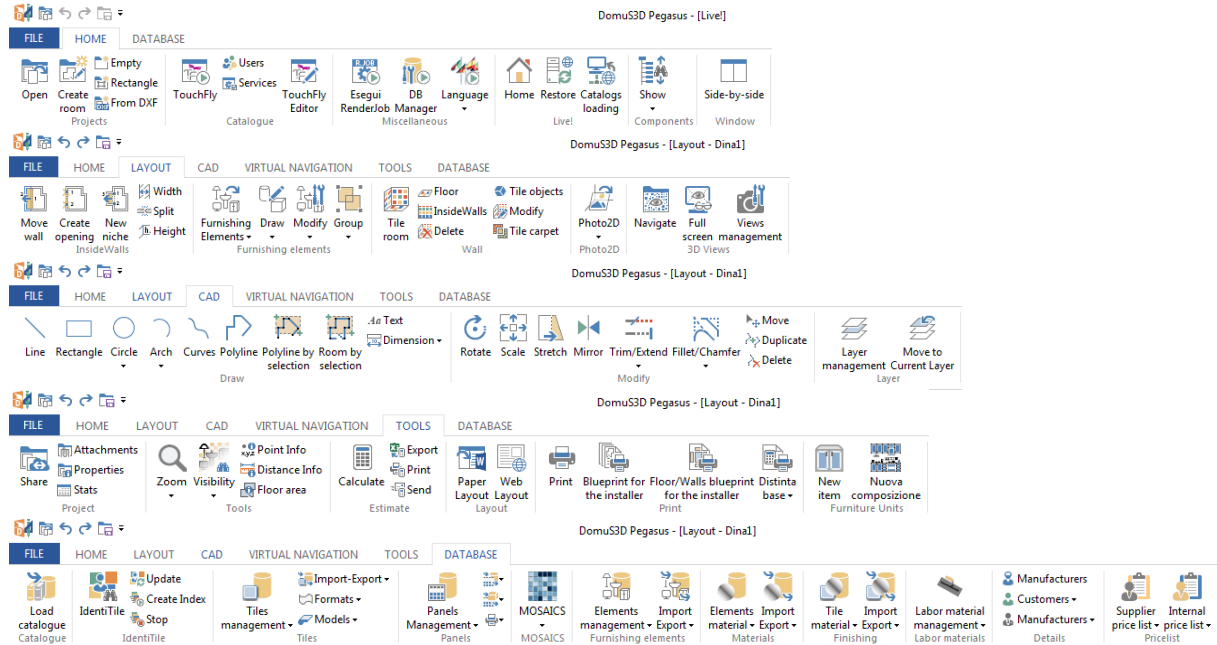 DomuS3D Pegasus - [Live!]
FILE HOME DATABASE
Open Create room Empty Rectangle From DXF TouchFly Users Services TouchFly Editor Esegui RenderJob DB Manager Language Home Restore Catalogs loading Show Side-by-side
Projects Catalogue Miscellaneous Live! Components Window
DomuS3D Pegasus - [Layout - Dina1]
FILE HOME LAYOUT CAD VIRTUAL NAVIGATION TOOLS DATABASE
Move wall Create opening New niche Width Split Height Furnishing Elements Draw Modify Group Tile room Floor InsideWalls Delete Tile objects Modify Tile carpet Photo2D Navigate Full screen Views management
InsideWalls Furnishing elements Wall Photo2D 3D Views
DomuS3D Pegasus - [Layout - Dina1]
FILE HOME LAYOUT CAD VIRTUAL NAVIGATION TOOLS DATABASE
Line Rectangle Circle Arch Curves Polyline Polyline by selection Room by selection Aa Text Dimension Rotate Scale Stretch Mirror Trim/Extend Fillet/Chamfer Move Duplicate Delete Layer management Move to Current Layer
Draw Modify Layer
DomuS3D Pegasus - [Layout - Dina1]
FILE HOME LAYOUT CAD VIRTUAL NAVIGATION TOOLS DATABASE
Share Attachments Properties Stats Zoom Visibility Point Info Distance Info Floor area Calculate Export Print Send Paper Layout Web Layout Print Blueprint for the installer Floor/Walls blueprint for the installer Distinta base New item Nuova composizione
Project Tools Estimate Layout Print Furniture Units
DomuS3D Pegasus - [Layout - Dina1]
FILE HOME LAYOUT CAD VIRTUAL NAVIGATION TOOLS DATABASE
Load catalogue IdentiTile Update Create Index Stop Tiles management Import-Export Formats Models Panels Management MOSAICS Elements management Import Export Elements material Import Export Tile material Import Export Labor material management Manufacturers Customers Manufacturers Supplier price list Internal price list
Catalogue IdentiTile Tiles Panels MOSAICS Furnishing elements Materials Finishing Labor materials Details Pricelist